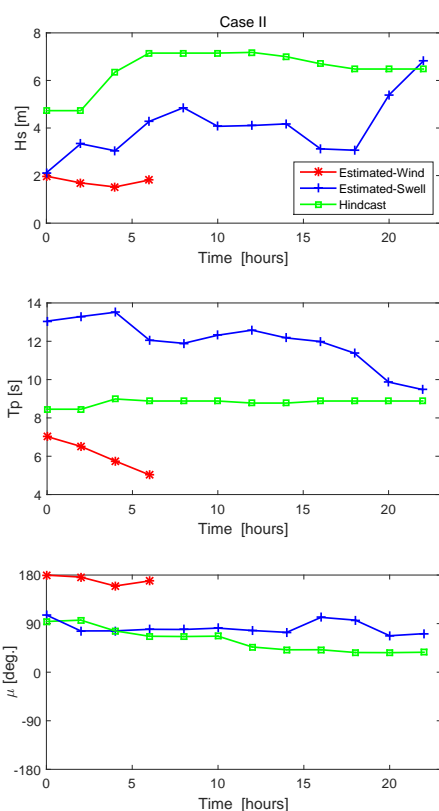 Case II
8
6
4
2
0
Hs [m]
Estimated-Wind
Estimated-Swell
Hindcast
0 5 10 15 20
Time [hours]
14
12
10
8
6
4
Tp [s]
0 5 10 15 20
Time [hours]
180
90
0
-90
-180
μ [deg.]
0 5 10 15 20
Time [hours]